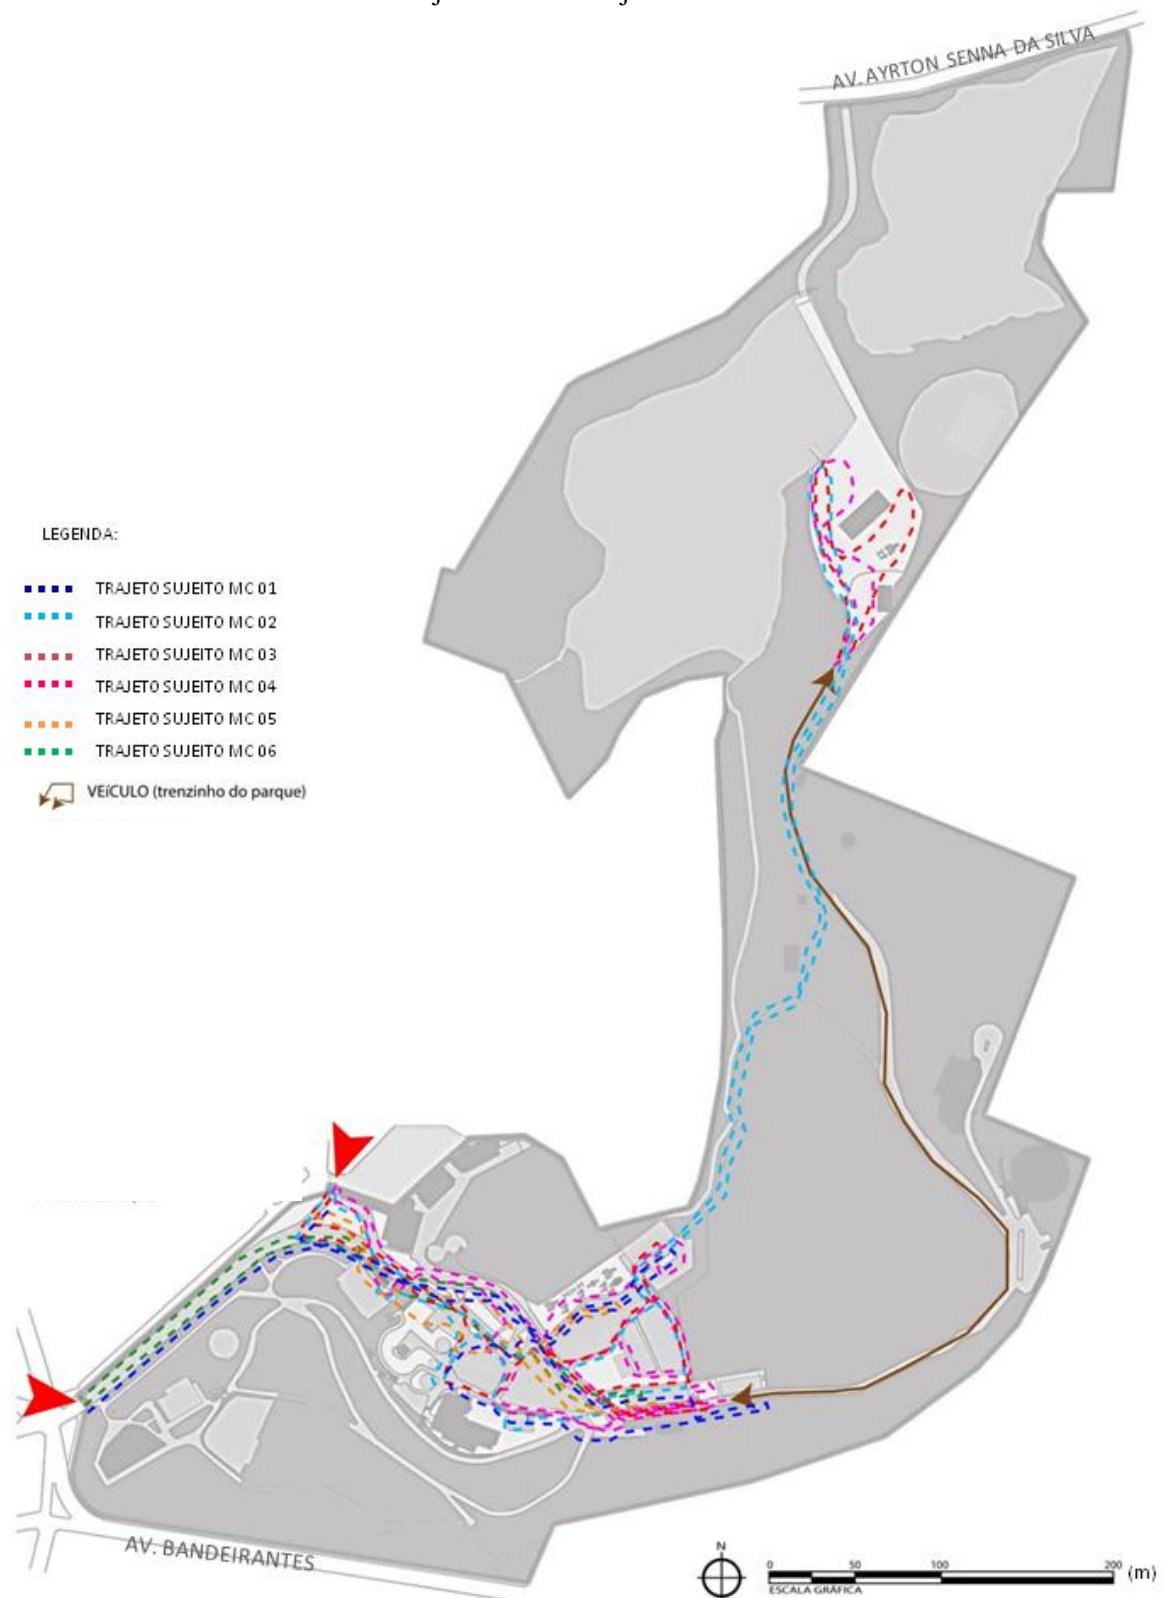 AV. AYRTON SENNA DA SILVA
LEGENDA:
TRAJETO SUJEITO MC 01
TRAJETO SUJEITO MC 02
TRAJETO SUJEITO MC 03
TRAJETO SUJEITO MC 04
TRAJETO SUJEITO MC 05
TRAJETO SUJEITO MC 06
VEíCULO (trenzinho do parque)
AV. BANDEIRANTES
N
0 50 100 200 (m)
ESCALA GRÁFICA